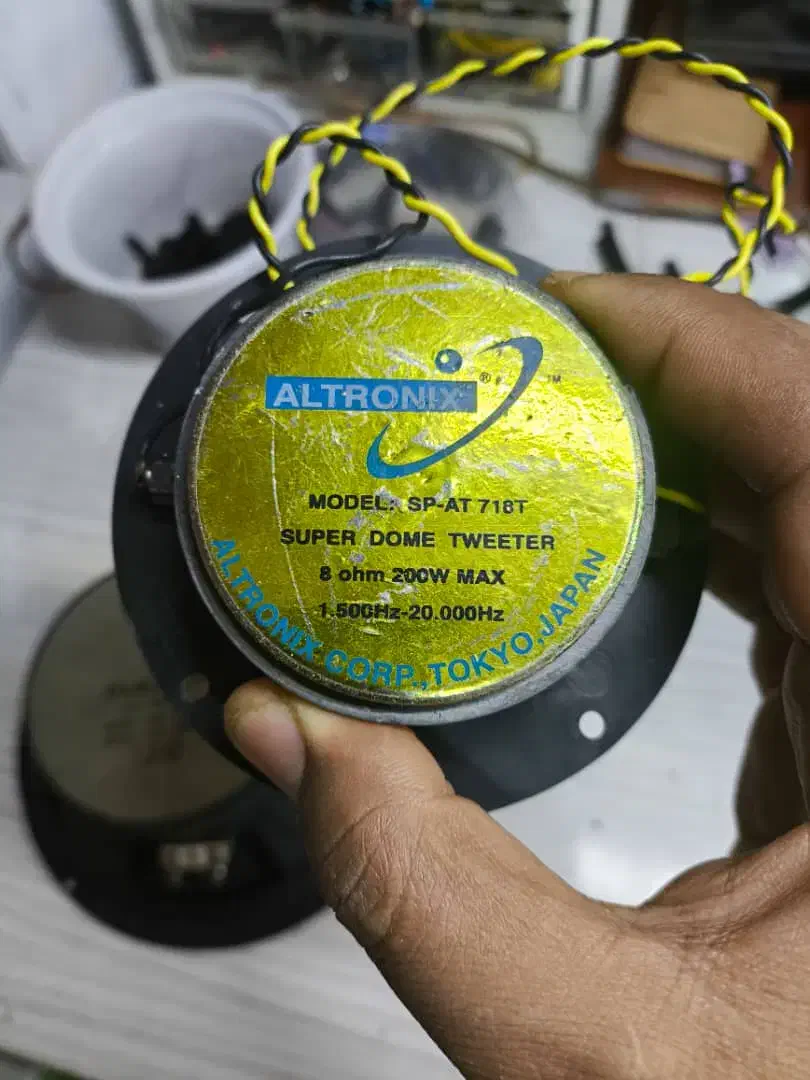 ALTRONIX ® ™
MODEL: SP-AT 718T
SUPER DOME TWEETER
8 ohm 200W MAX
1.500Hz-20.000Hz
ALTRONIX CORP.,TOKYO,JAPAN